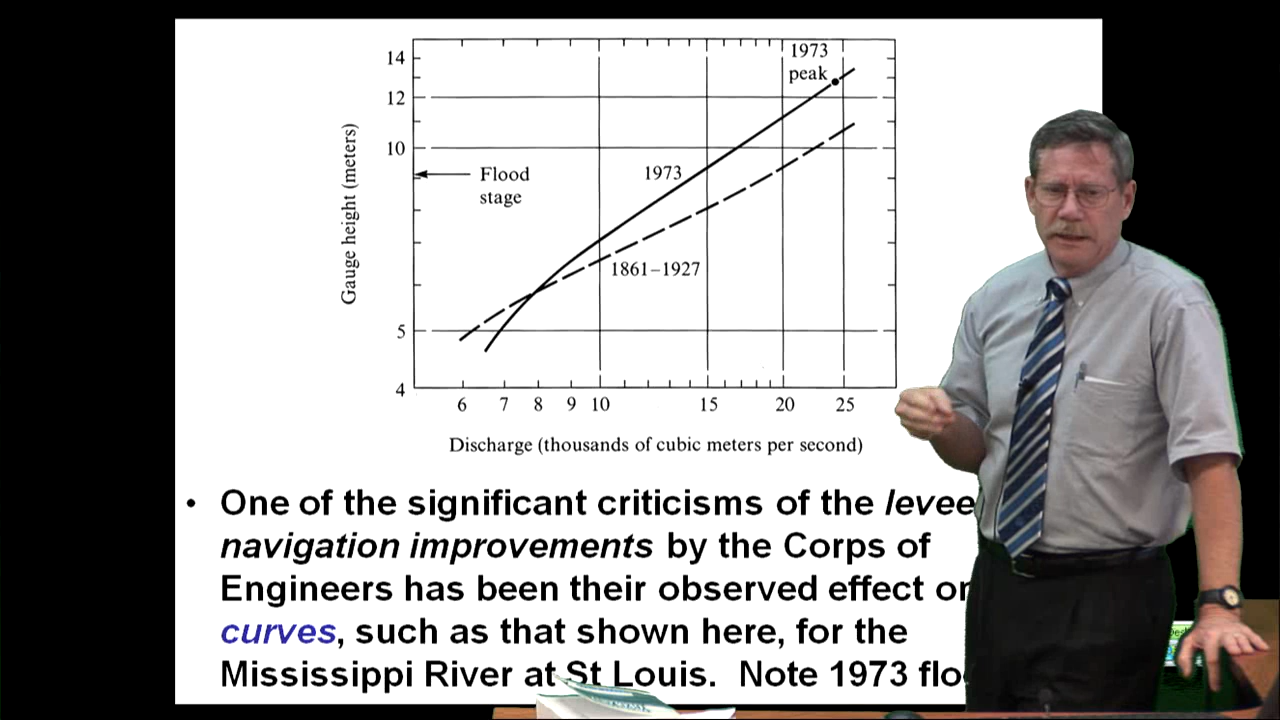 14
12
10
5
4
Gauge height (meters)
1973
peak
Flood
stage
1973
1861–1927
6 7 8 9 10 15 20 25
Discharge (thousands of cubic meters per second)
• One of the significant criticisms of the levee
navigation improvements by the Corps of
Engineers has been their observed effect on
curves, such as that shown here, for the
Mississippi River at St Louis. Note 1973